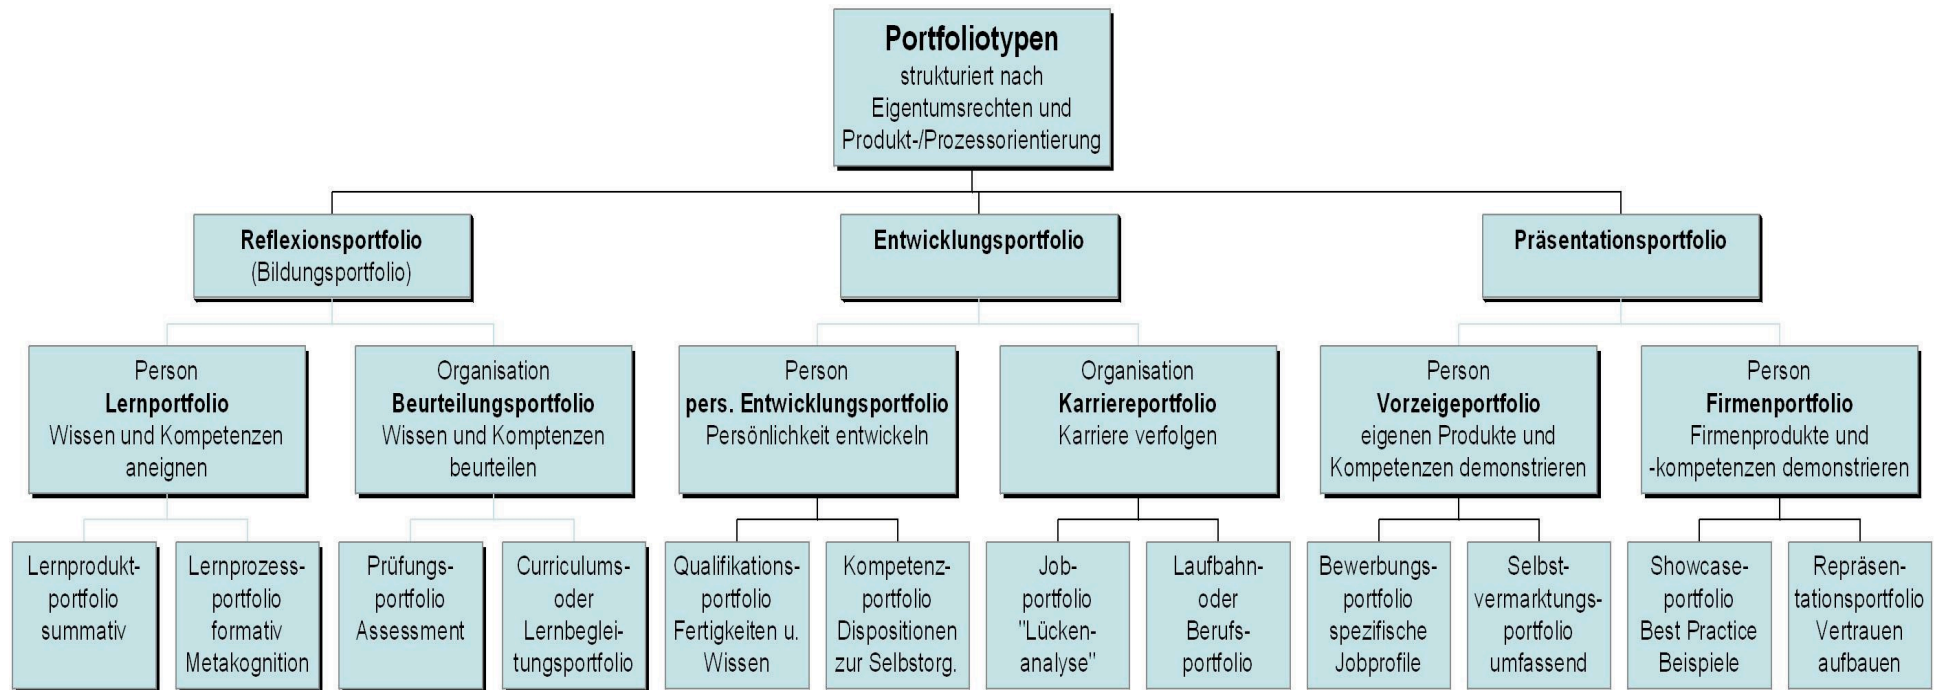 Portfoliotypen
strukturiert nach
Eigentumsrechten und
Produkt-/Prozessorientierung
Reflexionsportfolio
(Bildungsportfolio)
Entwicklungsportfolio
Präsentationsportfolio
Person
Lernportfolio
Wissen und Kompetenzen
aneignen
Organisation
Beurteilungsportfolio
Wissen und Komptenzen
beurteilen
Person
pers. Entwicklungsportfolio
Persönlichkeit entwickeln
Organisation
Karriereportfolio
Karriere verfolgen
Person
Vorzeigeportfolio
eigenen Produkte und
Kompetenzen demonstrieren
Person
Firmenportfolio
Firmenprodukte und
-kompetenzen demonstrieren
Lernprodukt-
portfolio
summativ
Lernprozess-
portfolio
formativ
Metakognition
Prüfungs-
portfolio
Assessment
Curriculums-
oder
Lernbeglei-
tungsportfolio
Qualifikations-
portfolio
Fertigkeiten u.
Wissen
Kompetenz-
portfolio
Dispositionen
zur Selbstorg.
Job-
portfolio
"Lücken-
analyse"
Laufbahn-
oder
Berufs-
portfolio
Bewerbungs-
portfolio
spezifische
Jobprofile
Selbst-
vermarktungs-
portfolio
umfassend
Showcase-
portfolio
Best Practice
Beispiele
Repräsen-
tationsportfolio
Vertrauen
aufbauen